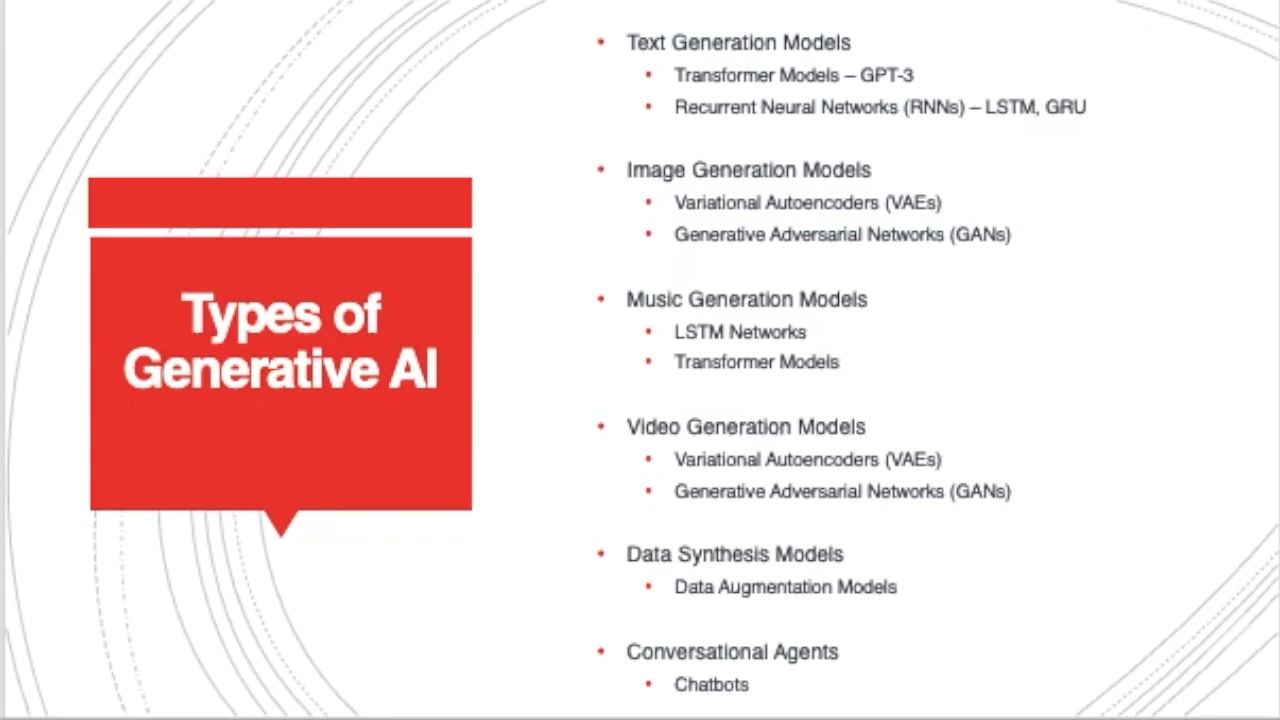 Types of
Generative AI
• Text Generation Models
• Transformer Models – GPT-3
• Recurrent Neural Networks (RNNs) – LSTM, GRU
• Image Generation Models
• Variational Autoencoders (VAEs)
• Generative Adversarial Networks (GANs)
• Music Generation Models
• LSTM Networks
• Transformer Models
• Video Generation Models
• Variational Autoencoders (VAEs)
• Generative Adversarial Networks (GANs)
• Data Synthesis Models
• Data Augmentation Models
• Conversational Agents
• Chatbots